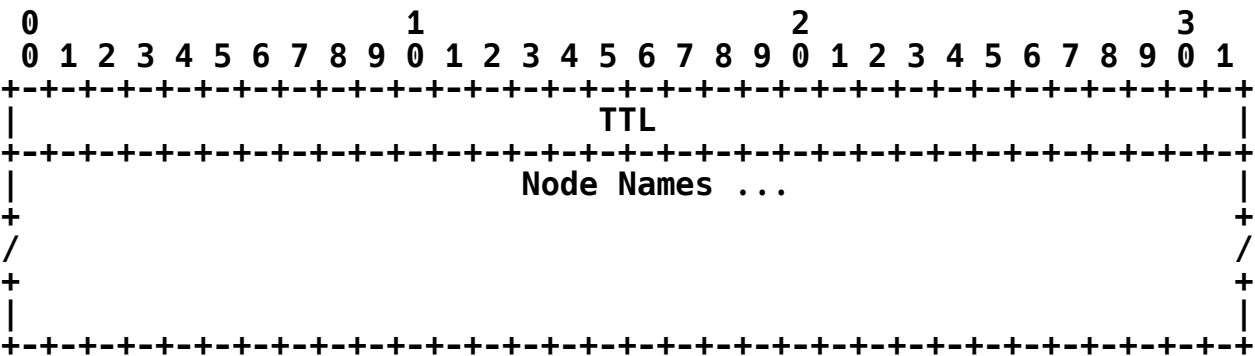 0                   1                   2                   3
 0 1 2 3 4 5 6 7 8 9 0 1 2 3 4 5 6 7 8 9 0 1 2 3 4 5 6 7 8 9 0 1
+-+-+-+-+-+-+-+-+-+-+-+-+-+-+-+-+-+-+-+-+-+-+-+-+-+-+-+-+-+-+-+-+
|                              TTL                              |
+-+-+-+-+-+-+-+-+-+-+-+-+-+-+-+-+-+-+-+-+-+-+-+-+-+-+-+-+-+-+-+-+
|                          Node Names ...                       |
+                                                               +
/                                                               /
+                                                               +
|                                                               |
+-+-+-+-+-+-+-+-+-+-+-+-+-+-+-+-+-+-+-+-+-+-+-+-+-+-+-+-+-+-+-+-+